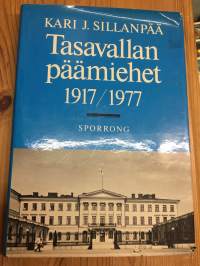 KARI J. SILLANPÄÄ
Tasavallan
päämiehet
1917/1977
SPORRONG